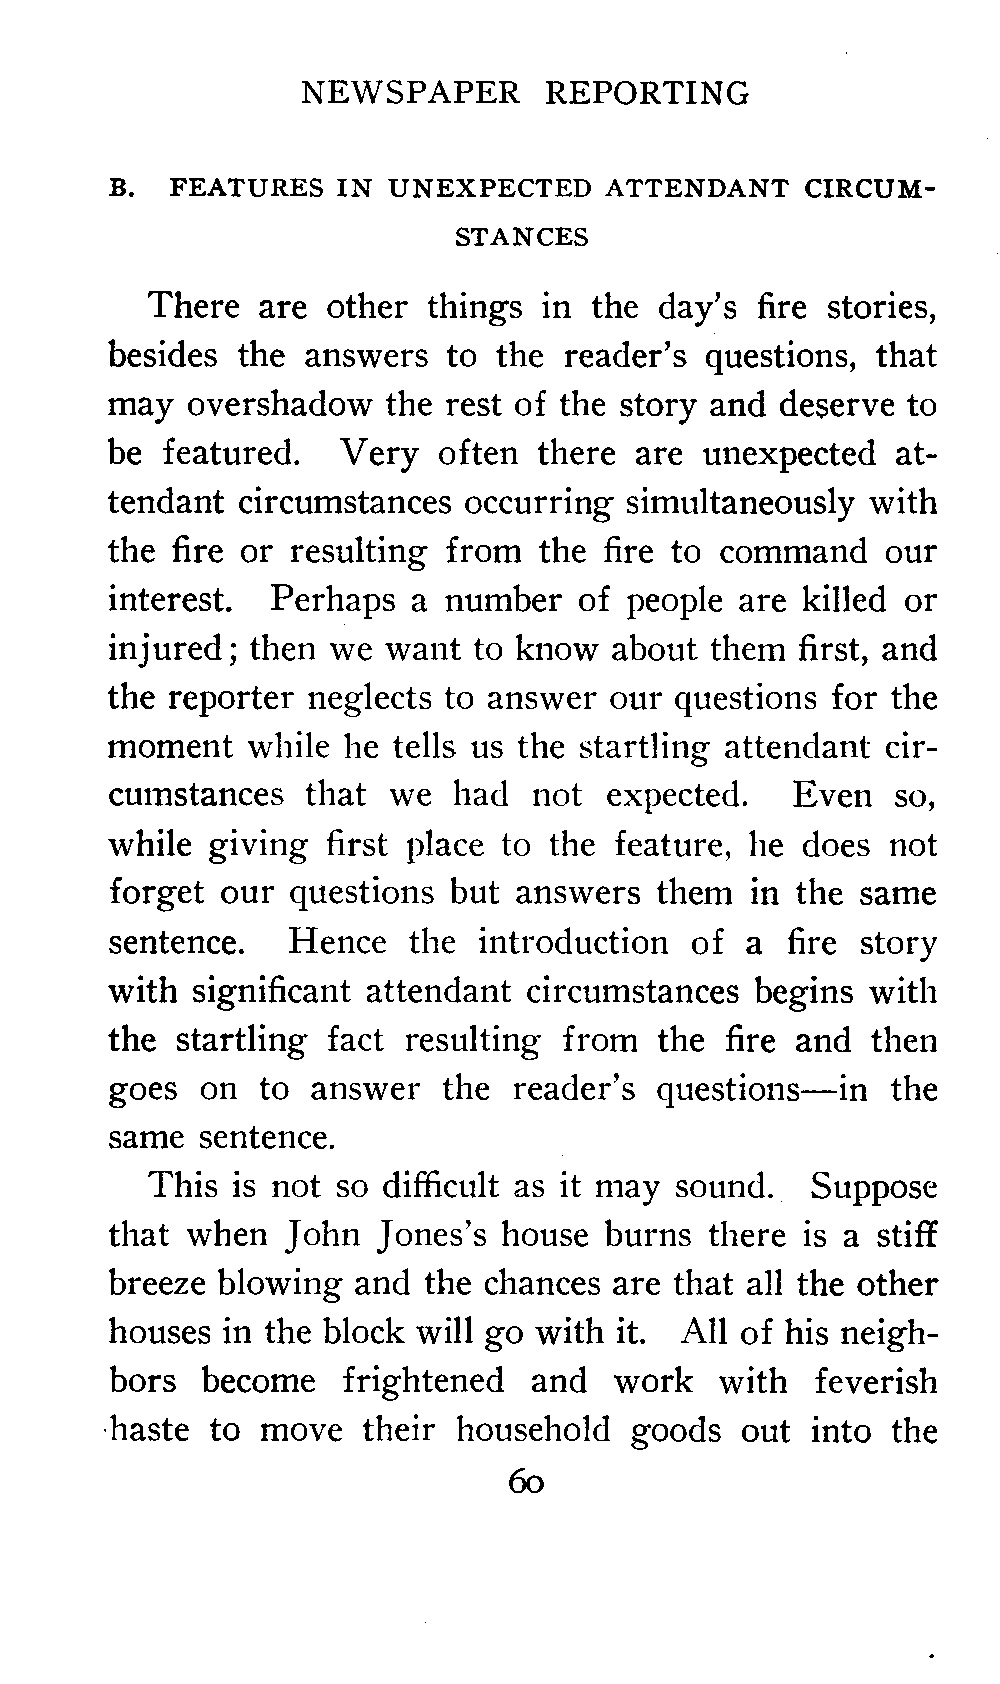 NEWSPAPER REPORTING
B. FEATURES IN UNEXPECTED ATTENDANT CIRCUM-
STANCES
There are other things in the day's fire stories,
besides the answers to the reader's questions, that
may overshadow the rest of the story and deserve to
be featured. Very often there are unexpected at-
tendant circumstances occurring simultaneously with
the fire or resulting from the fire to command our
interest. Perhaps a number of people are killed or
injured; then we want to know about them first, and
the reporter neglects to answer our questions for the
moment while he tells us the startling attendant cir-
cumstances that we had not expected. Even so,
while giving first place to the feature, he does not
forget our questions but answers them in the same
sentence. Hence the introduction of a fire story
with significant attendant circumstances begins with
the startling fact resulting from the fire and then
goes on to answer the reader's questions—in the
same sentence.
This is not so difficult as it may sound. Suppose
that when John Jones's house burns there is a stiff
breeze blowing and the chances are that all the other
houses in the block will go with it. All of his neigh-
bors become frightened and work with feverish
haste to move their household goods out into the
60